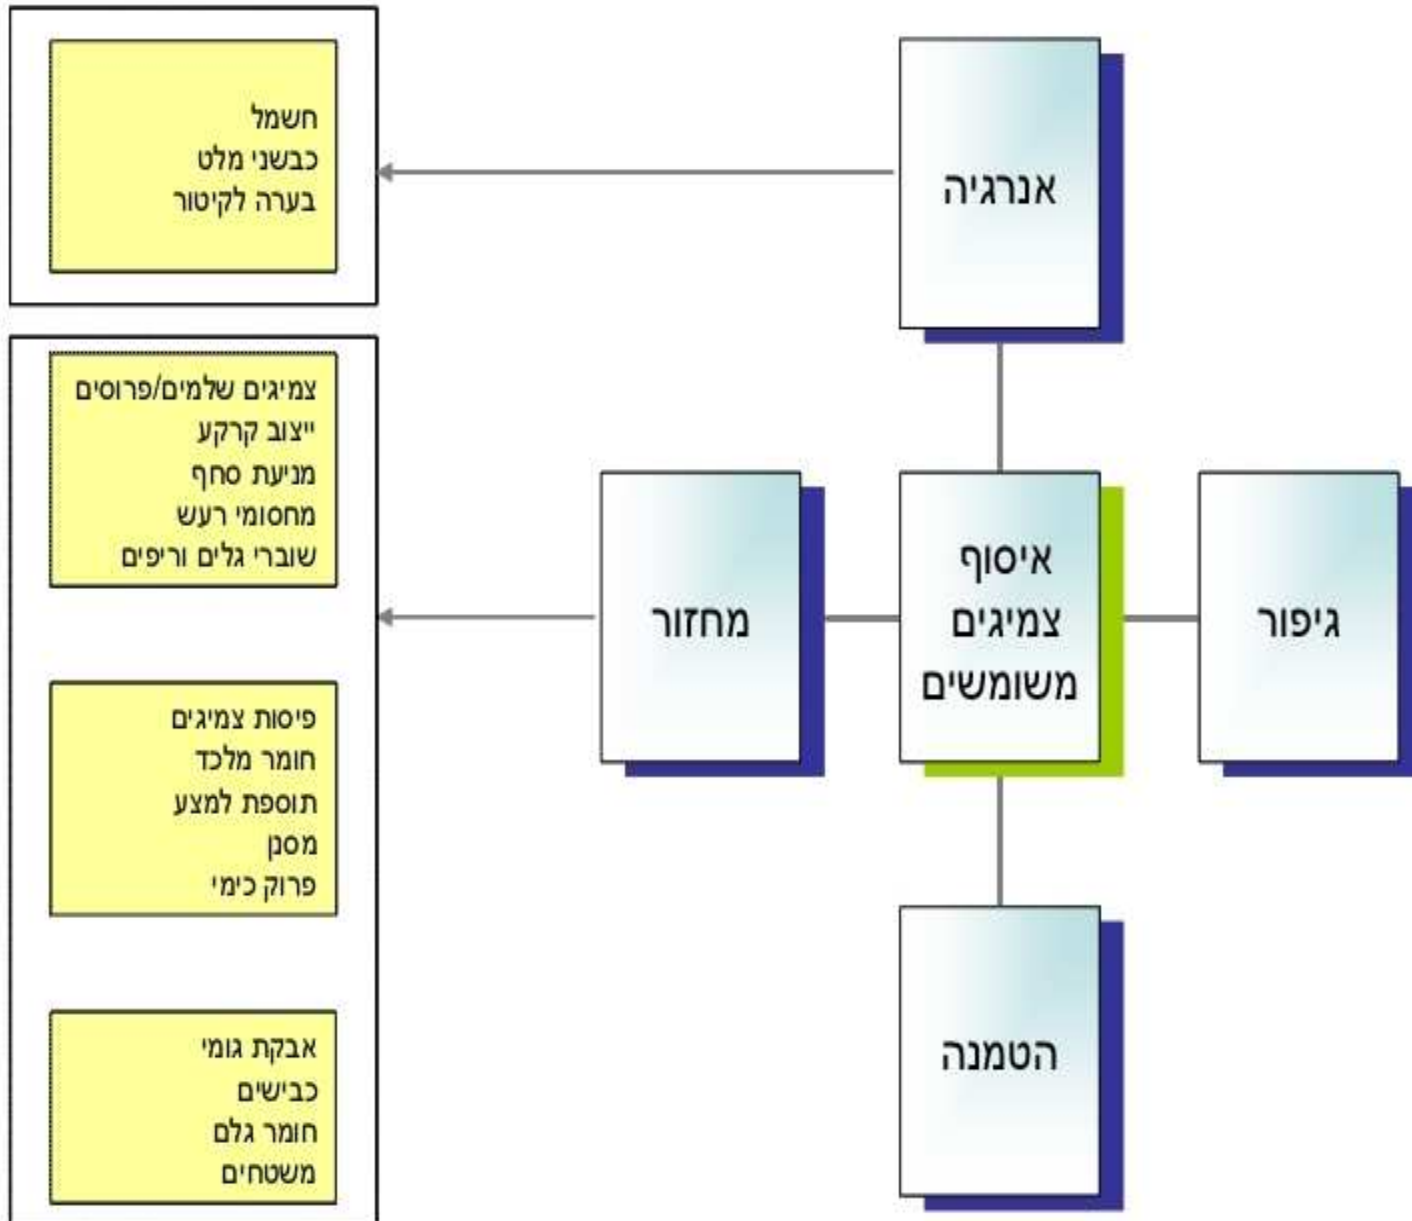 אנרגיה
חשמל
כבשני מלט
בערה לקיטור
גיפור
איסוף
צמיגים
משומשים
מחזור
צמיגים שלמים/פרוסים
ייצוב קרקע
מניעת סחף
מחסומי רעש
שוברי גלים וריפים
פיסות צמיגים
חומר מלכד
תוספת למצע
מסנן
פרוק כימי
אבקת גומי
כבישים
חומר גלם
משטחים
הטמנה